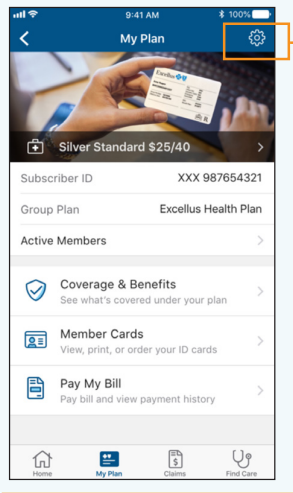 9:41 AM
100%
My Plan
Excellus
Silver Standard $25/40
Subscriber ID XXX 987654321
Group Plan Excellus Health Plan
Active Members
Coverage & Benefits
See what's covered under your plan
Member Cards
View, print, or order your ID cards
Pay My Bill
Pay bill and view payment history
Home My Plan Claims Find Care